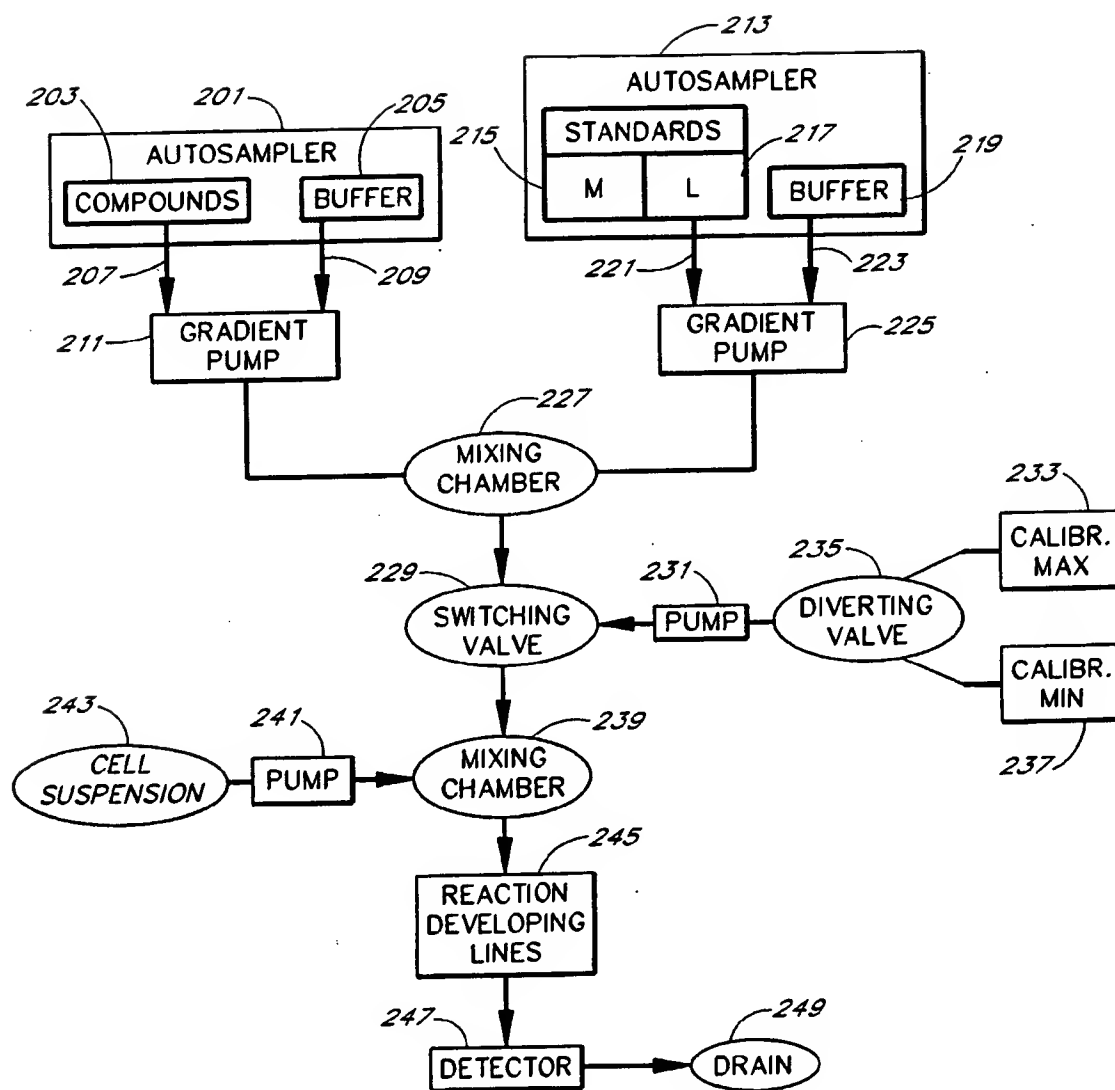 213
AUTOSAMPLER
203
201
205
215
STANDARDS
217
219
AUTOSAMPLER
COMPOUNDS
BUFFER
M
L
BUFFER
207
209
221
223
211
GRADIENT
PUMP
GRADIENT
PUMP
225
227
MIXING
CHAMBER
233
229
231
235
CALIBR.
MAX
SWITCHING
VALVE
PUMP
DIVERTING
VALVE
CALIBR.
MIN
237
243
241
239
CELL
SUSPENSION
PUMP
MIXING
CHAMBER
245
REACTION
DEVELOPING
LINES
247
249
DETECTOR
DRAIN